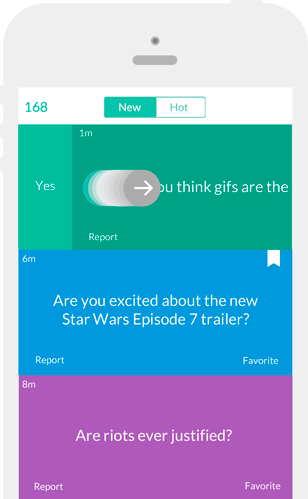 168
New
Hot
1m
Yes
ou think gifs are the
Report
6m
Are you excited about the new
Star Wars Episode 7 trailer?
Report
Favorite
8m
Are riots ever justified?
Report
Favorite